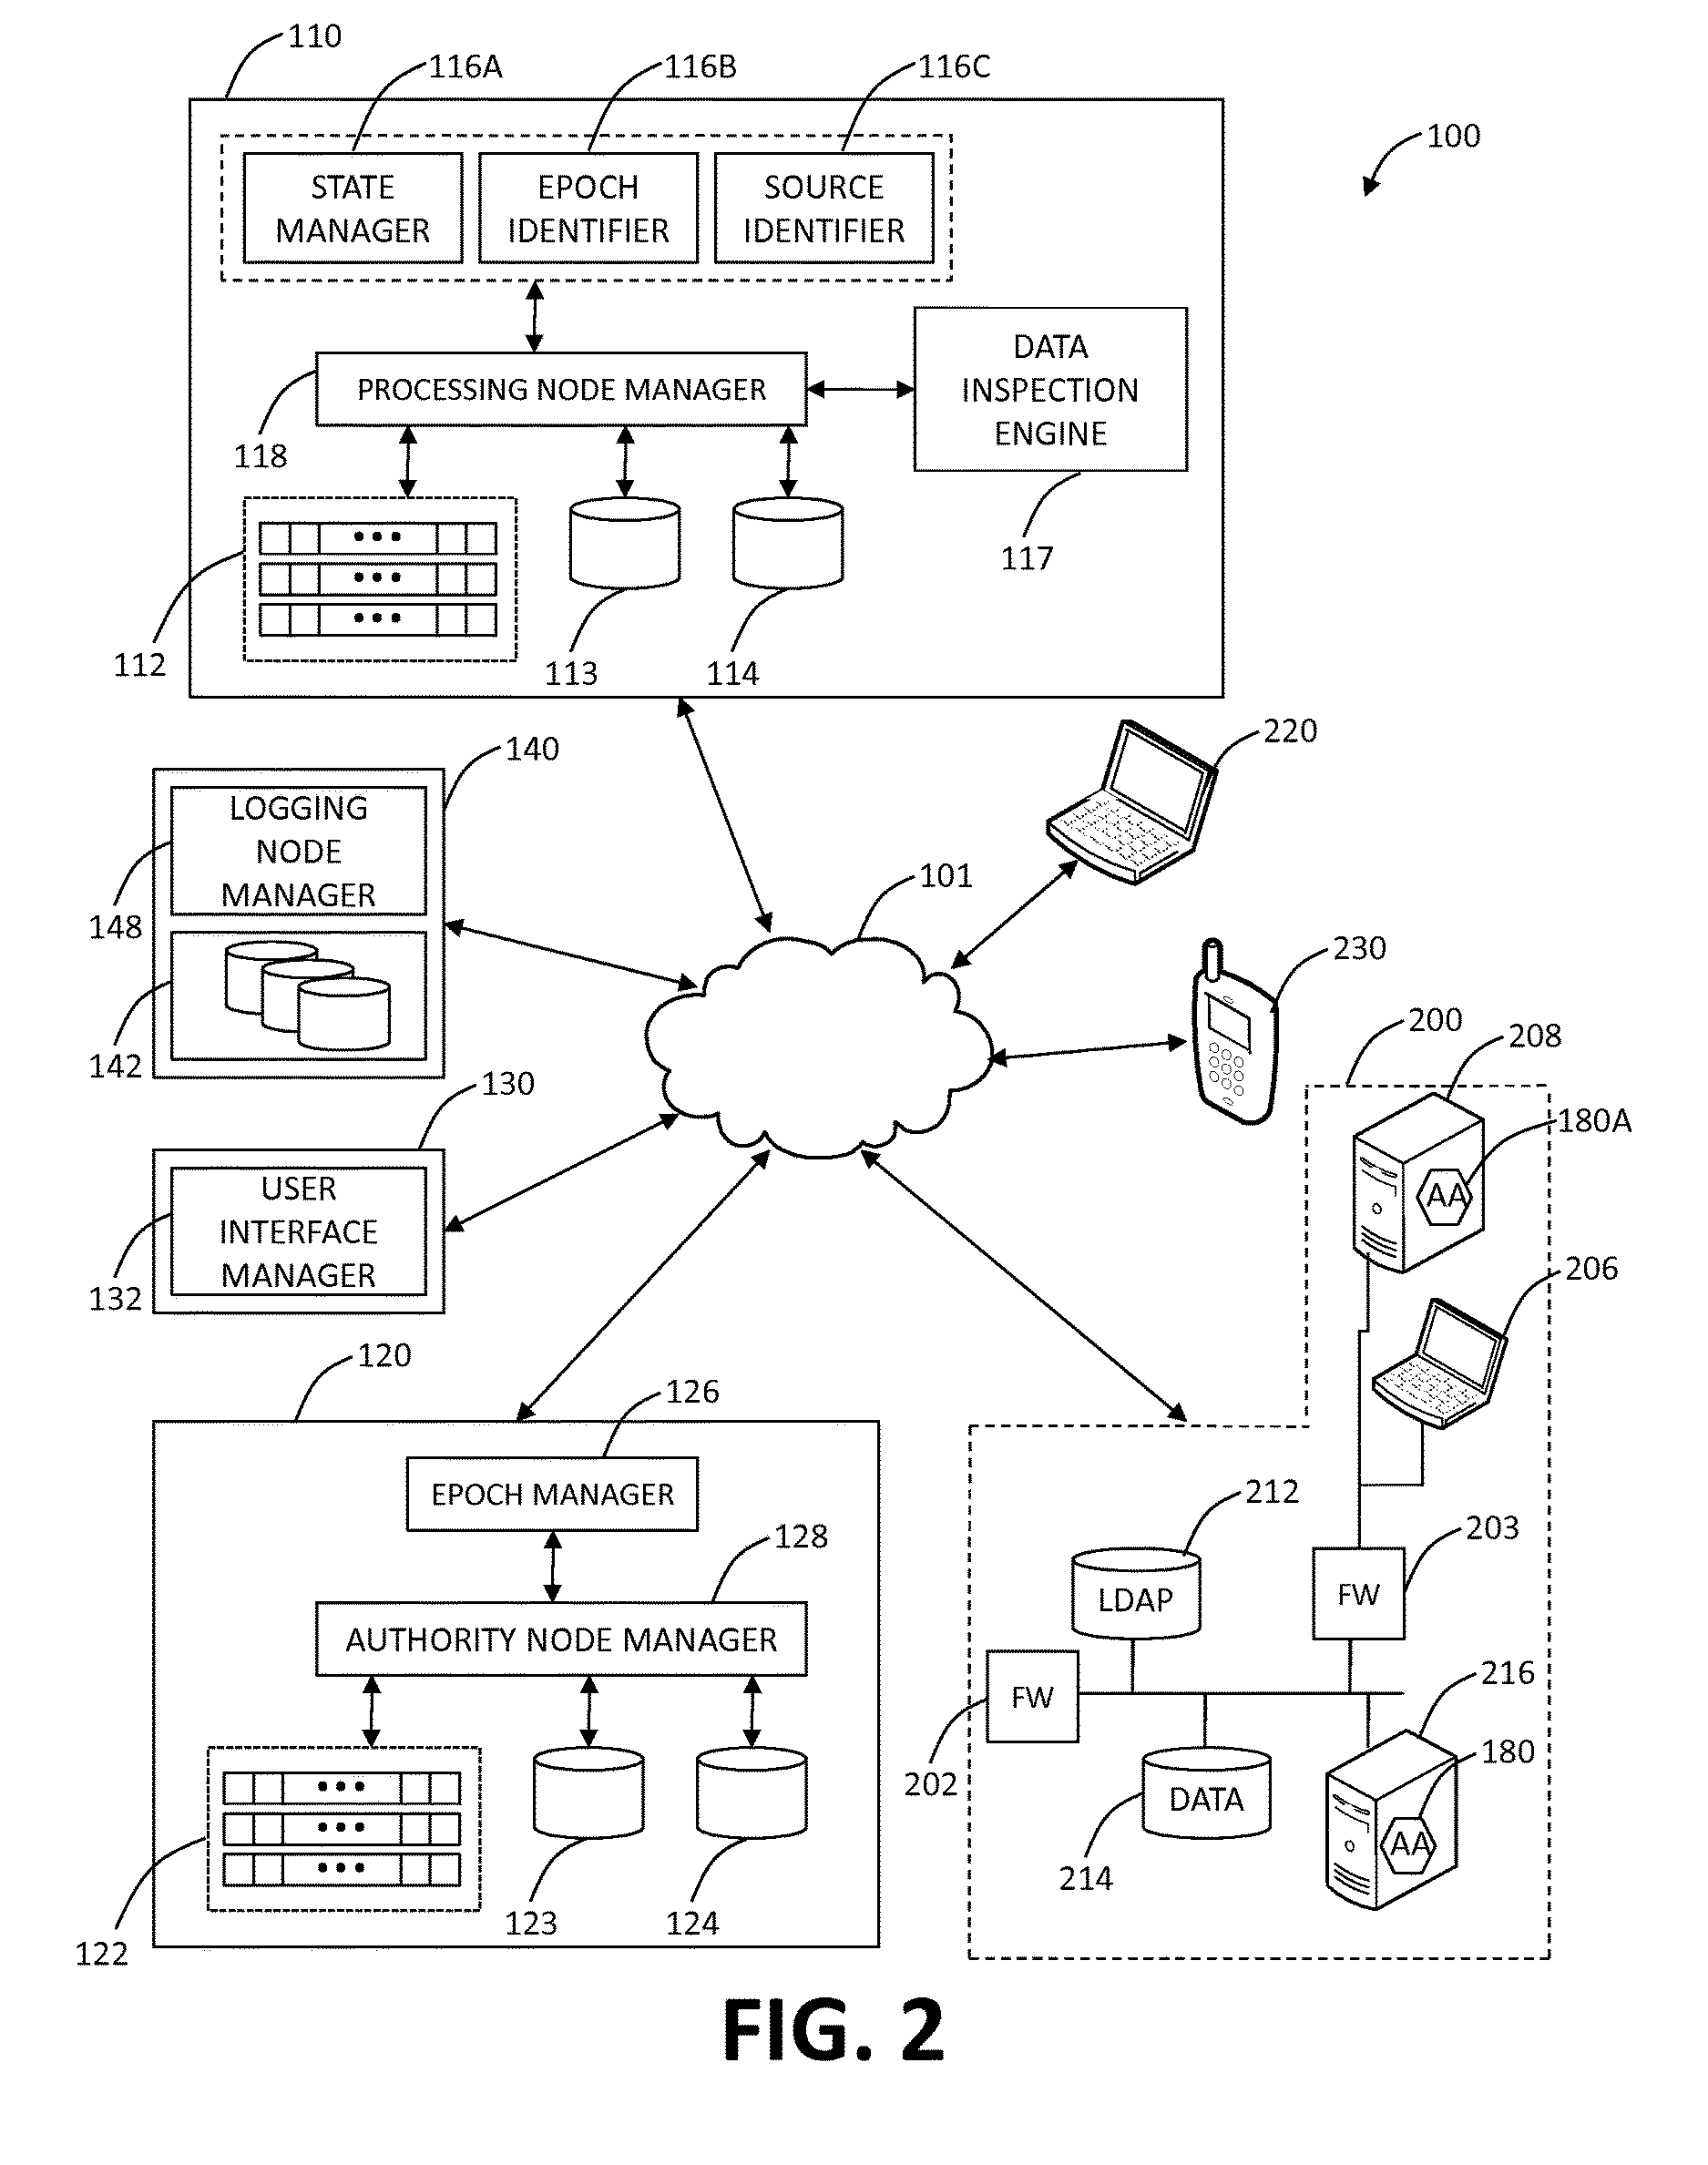 110
116A
116B
116C
100
STATE
MANAGER
EPOCH
IDENTIFIER
SOURCE
IDENTIFIER
PROCESSING NODE MANAGER
118
DATA
INSPECTION
ENGINE
117
112
113
114
140
LOGGING
NODE
MANAGER
148
142
220
101
230
130
USER
INTERFACE
MANAGER
132
200
208
180A
AA
206
120
126
EPOCH MANAGER
128
AUTHORITY NODE MANAGER
122
123
124
212
LDAP
203
FW
FW
202
DATA
214
216
180
AA
FIG. 2